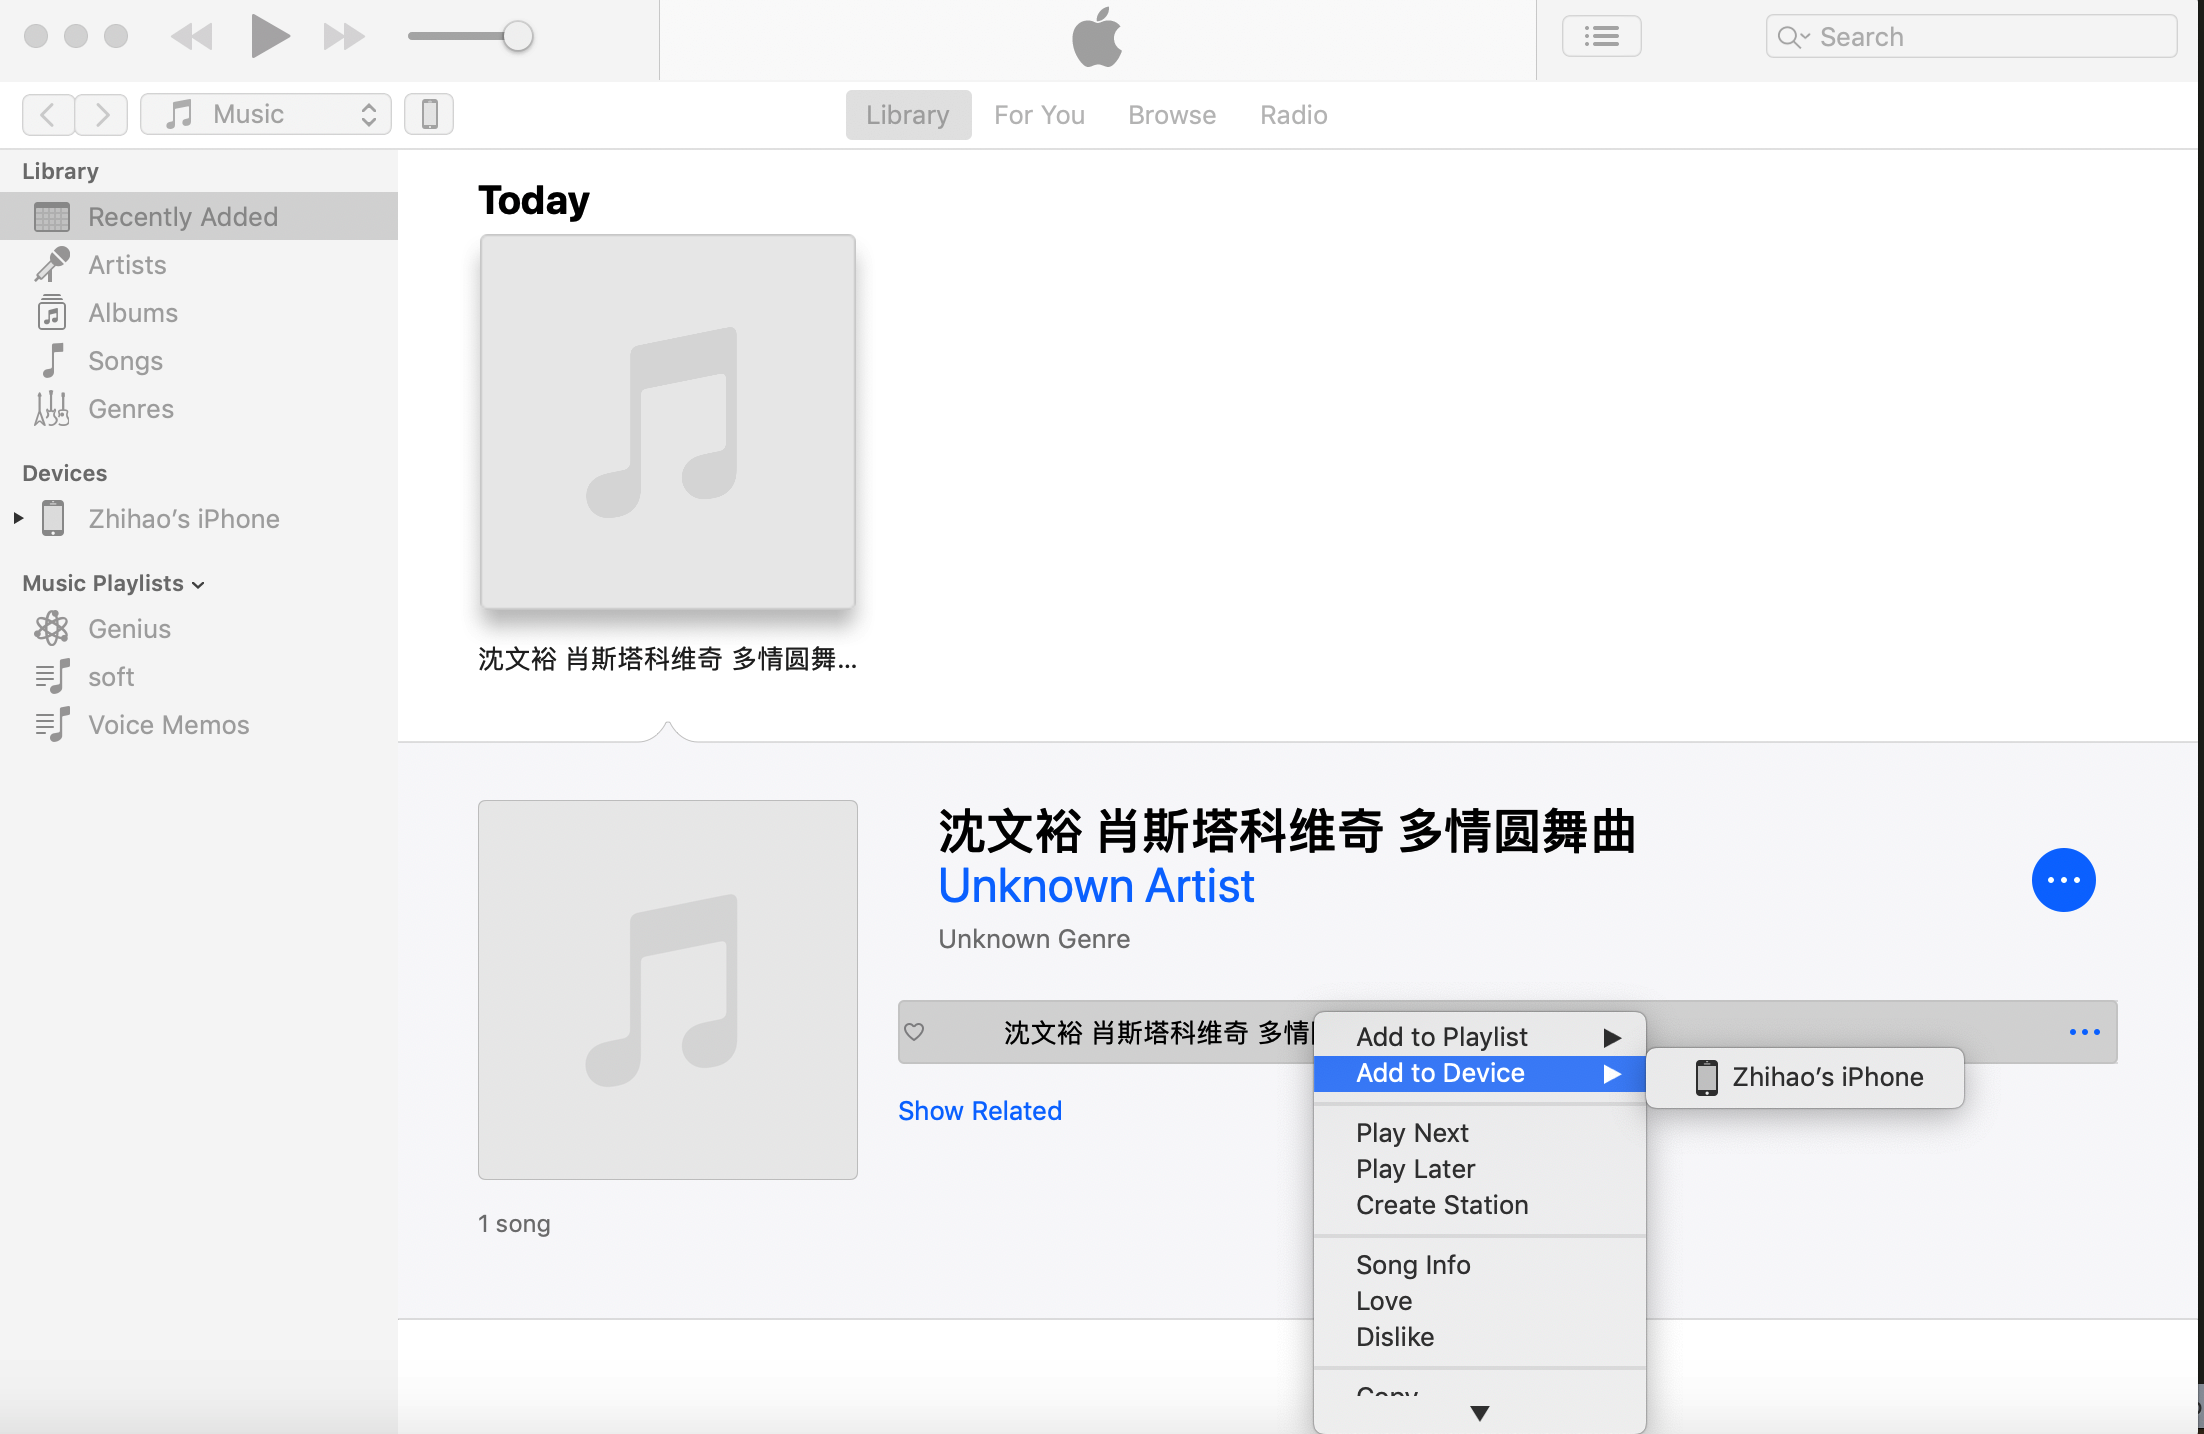 Search
Music
Library
For You
Browse
Radio
Library
Recently Added
Artists
Albums
Songs
Genres
Devices
Zhihao’s iPhone
Music Playlists
Genius
soft
Voice Memos
Today
沈文裕 肖斯塔科维奇 多情圆舞...
沈文裕 肖斯塔科维奇 多情圆舞曲
Unknown Artist
Unknown Genre
沈文裕 肖斯塔科维奇 多情
Show Related
1 song
Add to Playlist
Add to Device
Zhihao’s iPhone
Play Next
Play Later
Create Station
Song Info
Love
Dislike
Copy